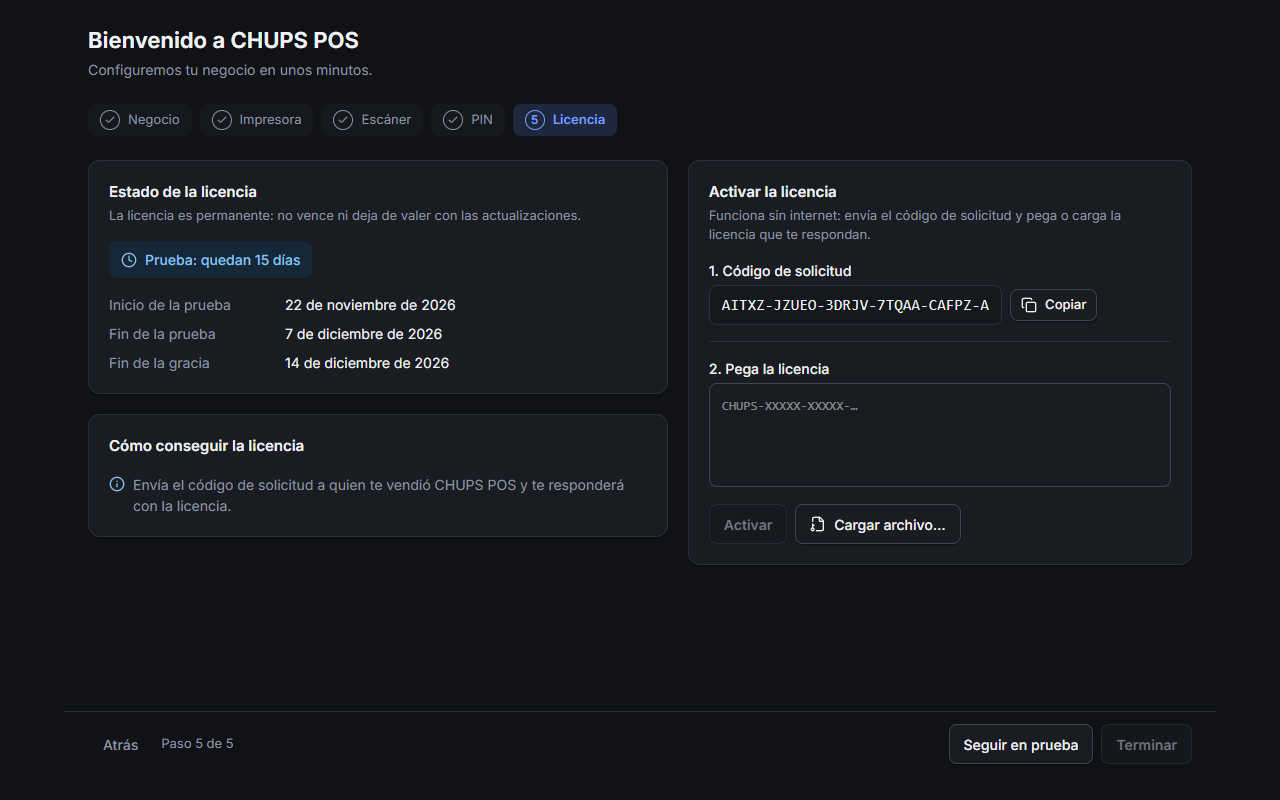 Bienvenido a CHUPS POS
Configuremos tu negocio en unos minutos.
Negocio
Impresora
Escáner
PIN
5 Licencia
Estado de la licencia
La licencia es permanente: no vence ni deja de valer con las actualizaciones.
Prueba: quedan 15 días
Inicio de la prueba 22 de noviembre de 2026
Fin de la prueba 7 de diciembre de 2026
Fin de la gracia 14 de diciembre de 2026
Cómo conseguir la licencia
Envía el código de solicitud a quien te vendió CHUPS POS y te responderá
con la licencia.
Activar la licencia
Funciona sin internet: envía el código de solicitud y pega o carga la
licencia que te respondan.
1. Código de solicitud
AITXZ-JZUEO-3DRJV-7TQAA-CAFPZ-A
Copiar
2. Pega la licencia
CHUPS-XXXXX-XXXXX-…
Activar
Cargar archivo...
Atrás
Paso 5 de 5
Seguir en prueba
Terminar